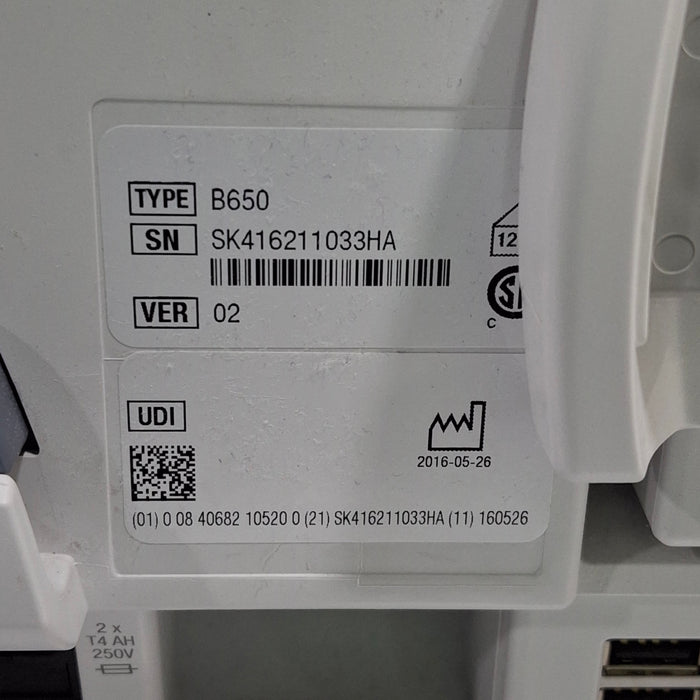 TYPE B650
SN SK416211033HA
12
VER 02
C
UDI
2016-05-26
(01) 0 08 40682 10520 0 (21) SK416211033HA (11) 160526
2 x
T4 AH
250V